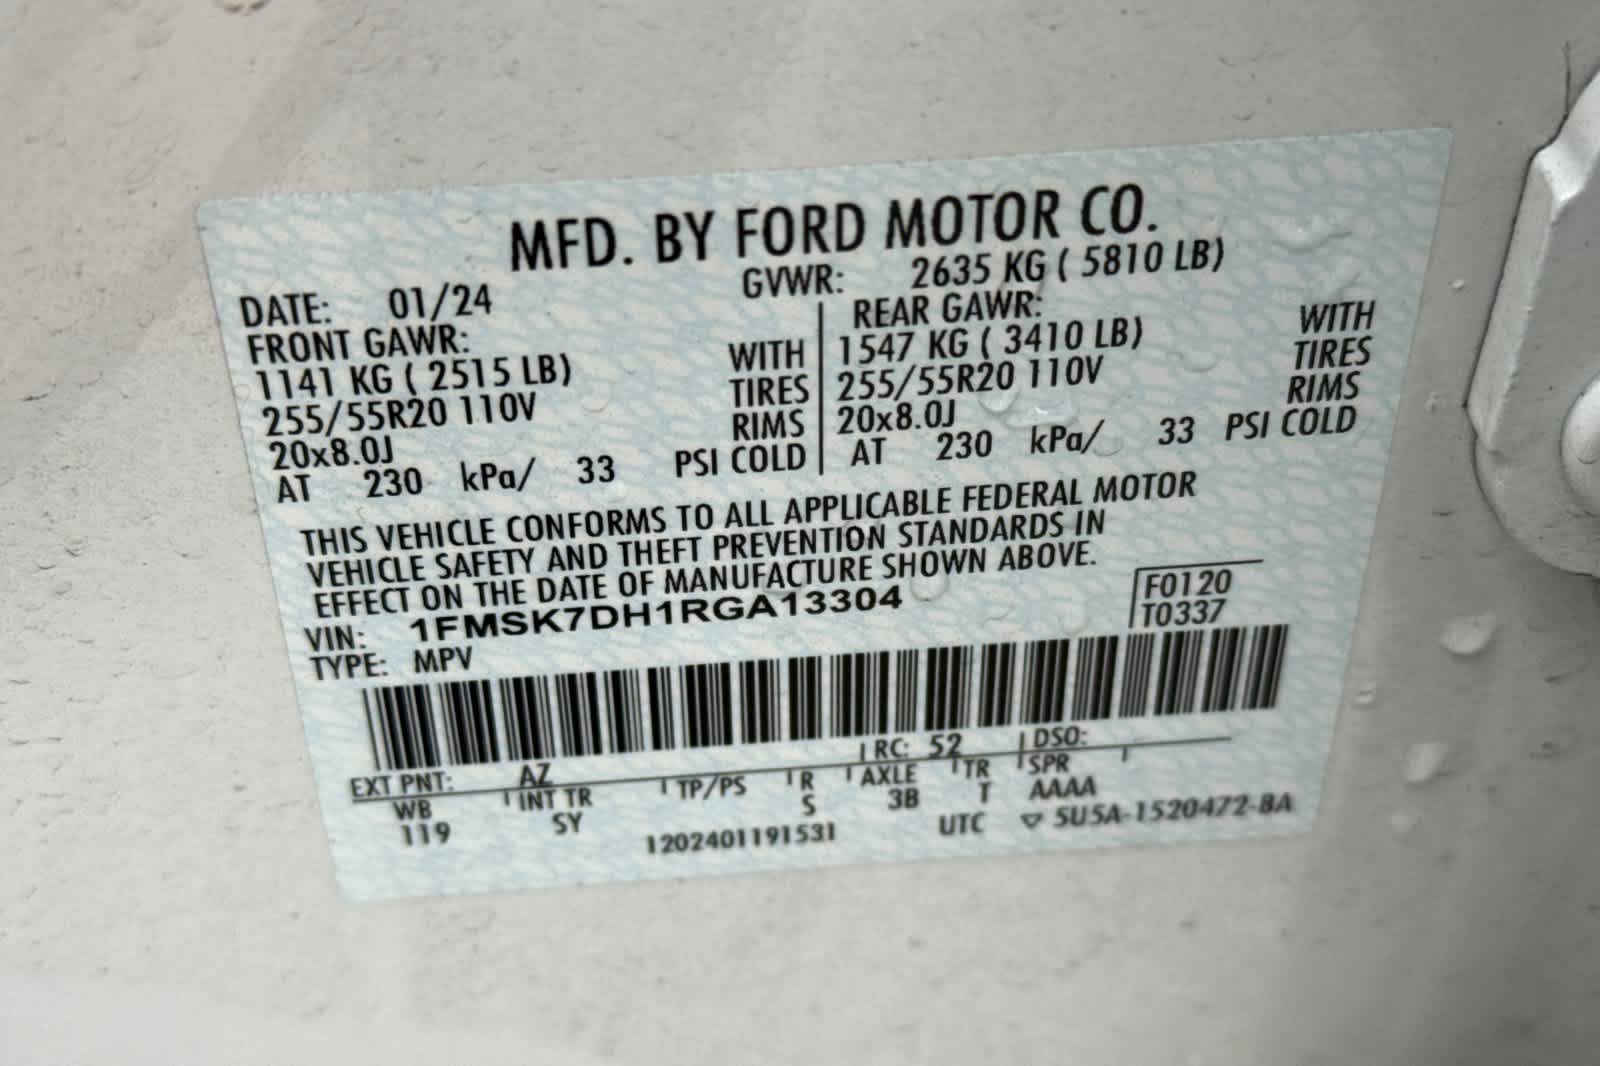 MFD. BY FORD MOTOR CO.
DATE: 01/24 GVWR: 2635 KG ( 5810 LB)
FRONT GAWR: REAR GAWR:
1141 KG ( 2515 LB) WITH 1547 KG ( 3410 LB) WITH
255/55R20 110V TIRES 255/55R20 110V TIRES
20x8.0J RIMS 20x8.0J RIMS
AT 230 kPa/ 33 PSI COLD AT 230 kPa/ 33 PSI COLD
THIS VEHICLE CONFORMS TO ALL APPLICABLE FEDERAL MOTOR
VEHICLE SAFETY AND THEFT PREVENTION STANDARDS IN
EFFECT ON THE DATE OF MANUFACTURE SHOWN ABOVE.
VIN: 1FMSK7DH1RGA13304 F0120
TYPE: MPV T0337
EXT PNT: AZ RC: 52 DSO:
WB INT TR TP/PS R AXLE TR SPR
119 SY S 3B T AAAA
1202401191531 UTC ▽ 5U5A-1520472-BA